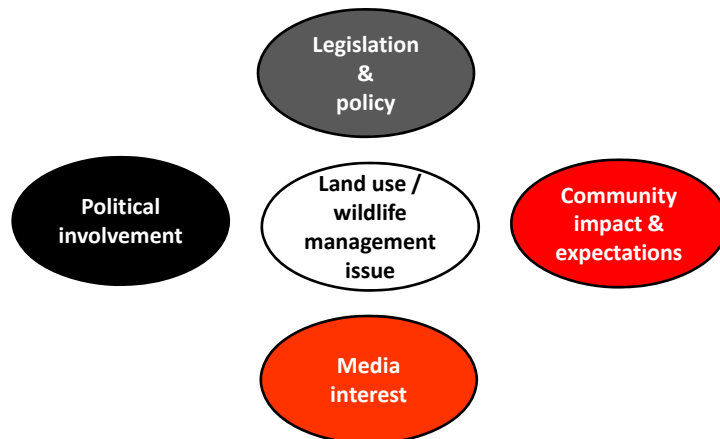 Legislation
&
policy
Political
involvement
Land use /
wildlife
management
issue
Community
impact &
expectations
Media
interest